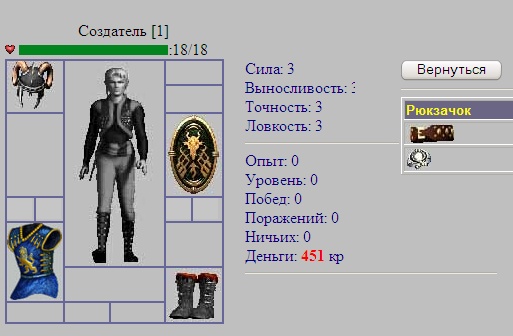 Создатель [1]
:18/18
Сила: 3
Выносливость: 3
Точность: 3
Ловкость: 3
Опыт: 0
Уровень: 0
Побед: 0
Поражений: 0
Ничьих: 0
Деньги: 451 кр
Вернуться
Рюкзачок